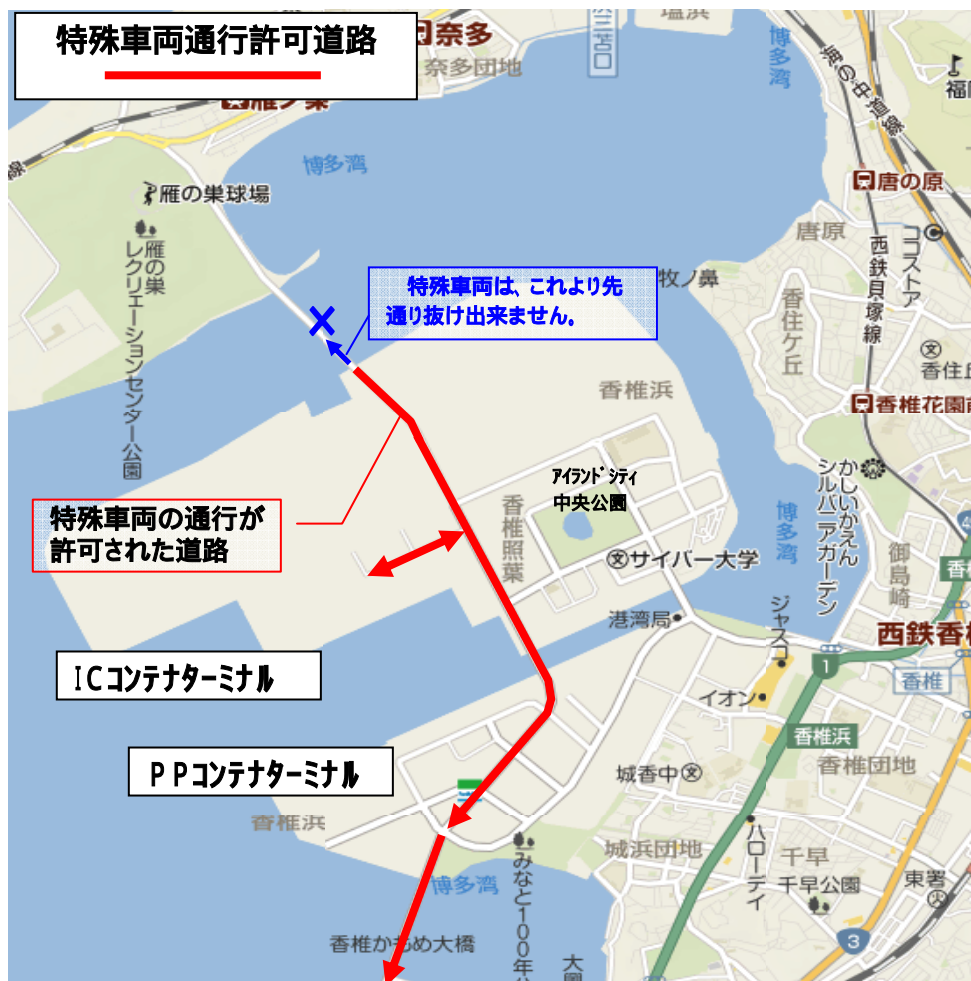 特殊車両通行許可道路
奈多
奈多団地
塩浜
博多湾
海の中道線
福岡
雁ノ巣
線
博多湾
唐の原
雁の巣球場
唐原
ココストア
西鉄貝塚線
雁の巣
レクリエーションセンター公園
特殊車両は、これより先
通り抜け出来ません。
牧ノ鼻
香住ケ丘
香住丘
香椎花園前
香椎浜
アイランドシティ
中央公園
かしいかえん
シルバニアガーデン
博多湾
特殊車両の通行が
許可された道路
香椎照葉
サイバー大学
御島崎
香椎
港湾局
ジャスコ
西鉄香椎
1
香椎
ICコンテナターミナル
イオン
香椎浜
香椎団地
PPコンテナターミナル
城香中
香椎浜
ハローデイ
城浜団地
千早
千早公園
東署
博多湾
みなと100年公
3
香椎かもめ大橋
大